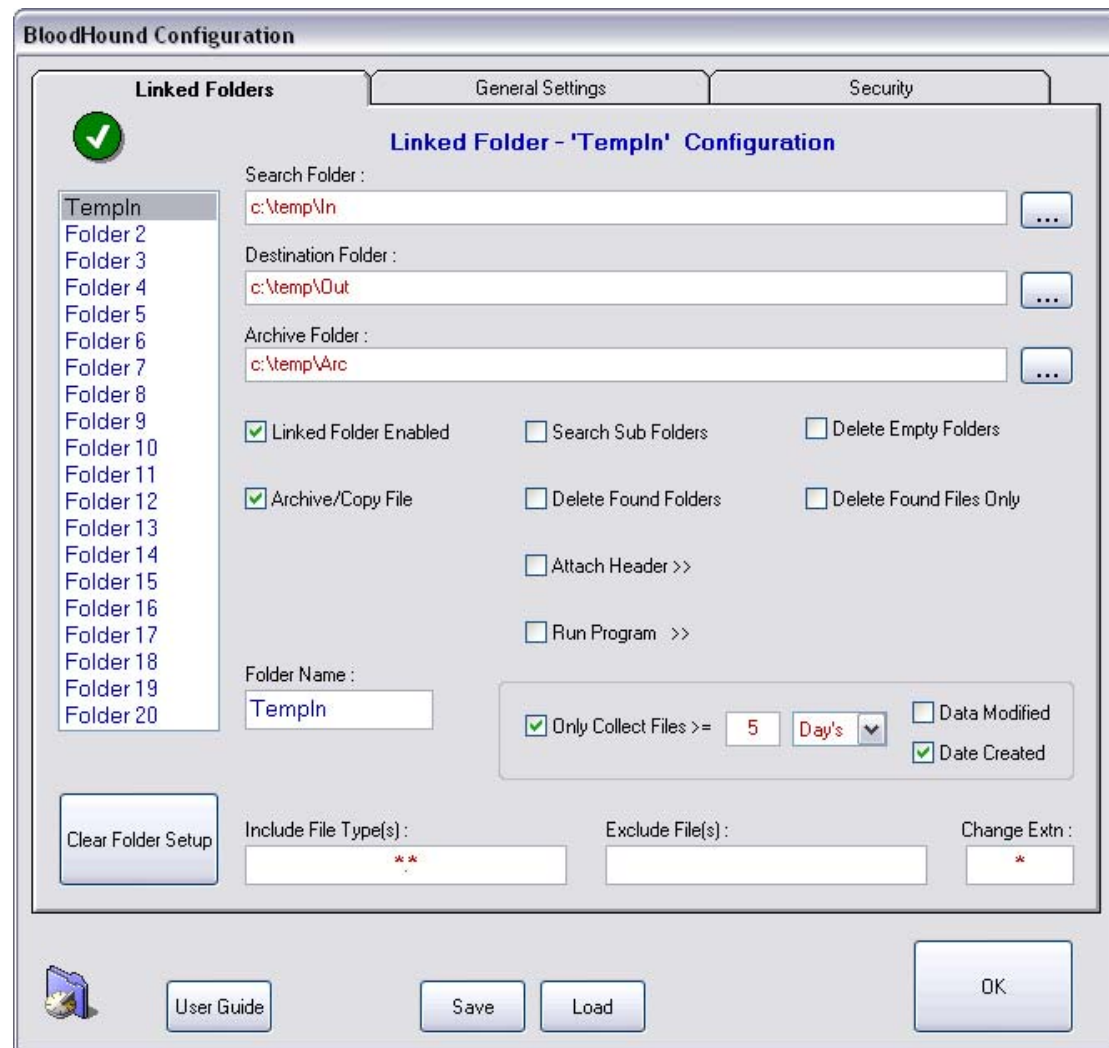 BloodHound Configuration
Linked Folders
General Settings
Security
Linked Folder - 'TempIn' Configuration
TempIn
Folder 2
Folder 3
Folder 4
Folder 5
Folder 6
Folder 7
Folder 8
Folder 9
Folder 10
Folder 11
Folder 12
Folder 13
Folder 14
Folder 15
Folder 16
Folder 17
Folder 18
Folder 19
Folder 20
Search Folder :
c:\temp\In
...
Destination Folder :
c:\temp\Out
...
Archive Folder :
c:\temp\Arc
...
Linked Folder Enabled
Search Sub Folders
Delete Empty Folders
Archive/Copy File
Delete Found Folders
Delete Found Files Only
Attach Header >>
Run Program >>
Folder Name :
TempIn
Only Collect Files >= 5 Day's
Data Modified
Date Created
Clear Folder Setup
Include File Type(s) :
*.*
Exclude File(s) :
Change Extn :
*
User Guide
Save
Load
OK